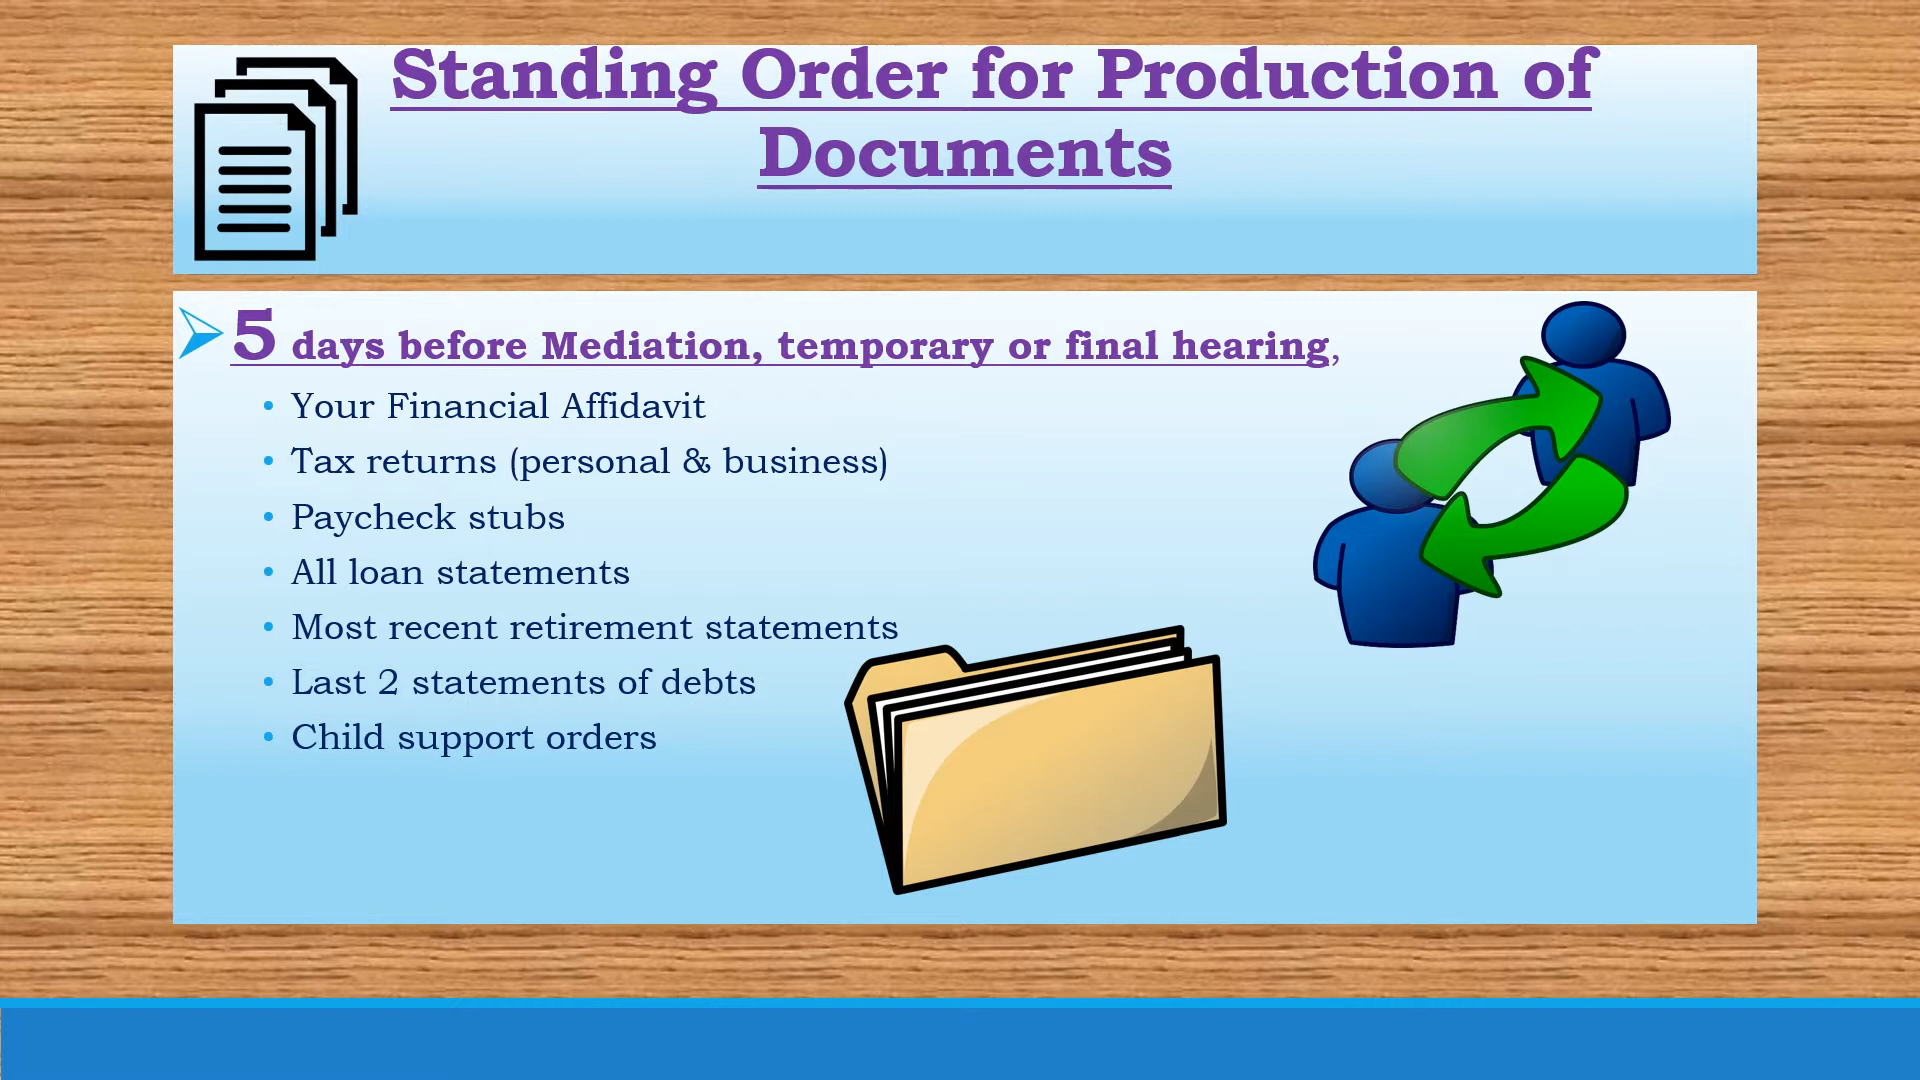 Standing Order for Production of
Documents
5 days before Mediation, temporary or final hearing,
• Your Financial Affidavit
• Tax returns (personal & business)
• Paycheck stubs
• All loan statements
• Most recent retirement statements
• Last 2 statements of debts
• Child support orders